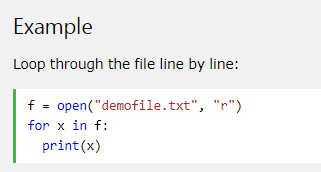 Example
Loop through the file line by line:
f = open("demofile.txt", "r")
for x in f:
  print(x)